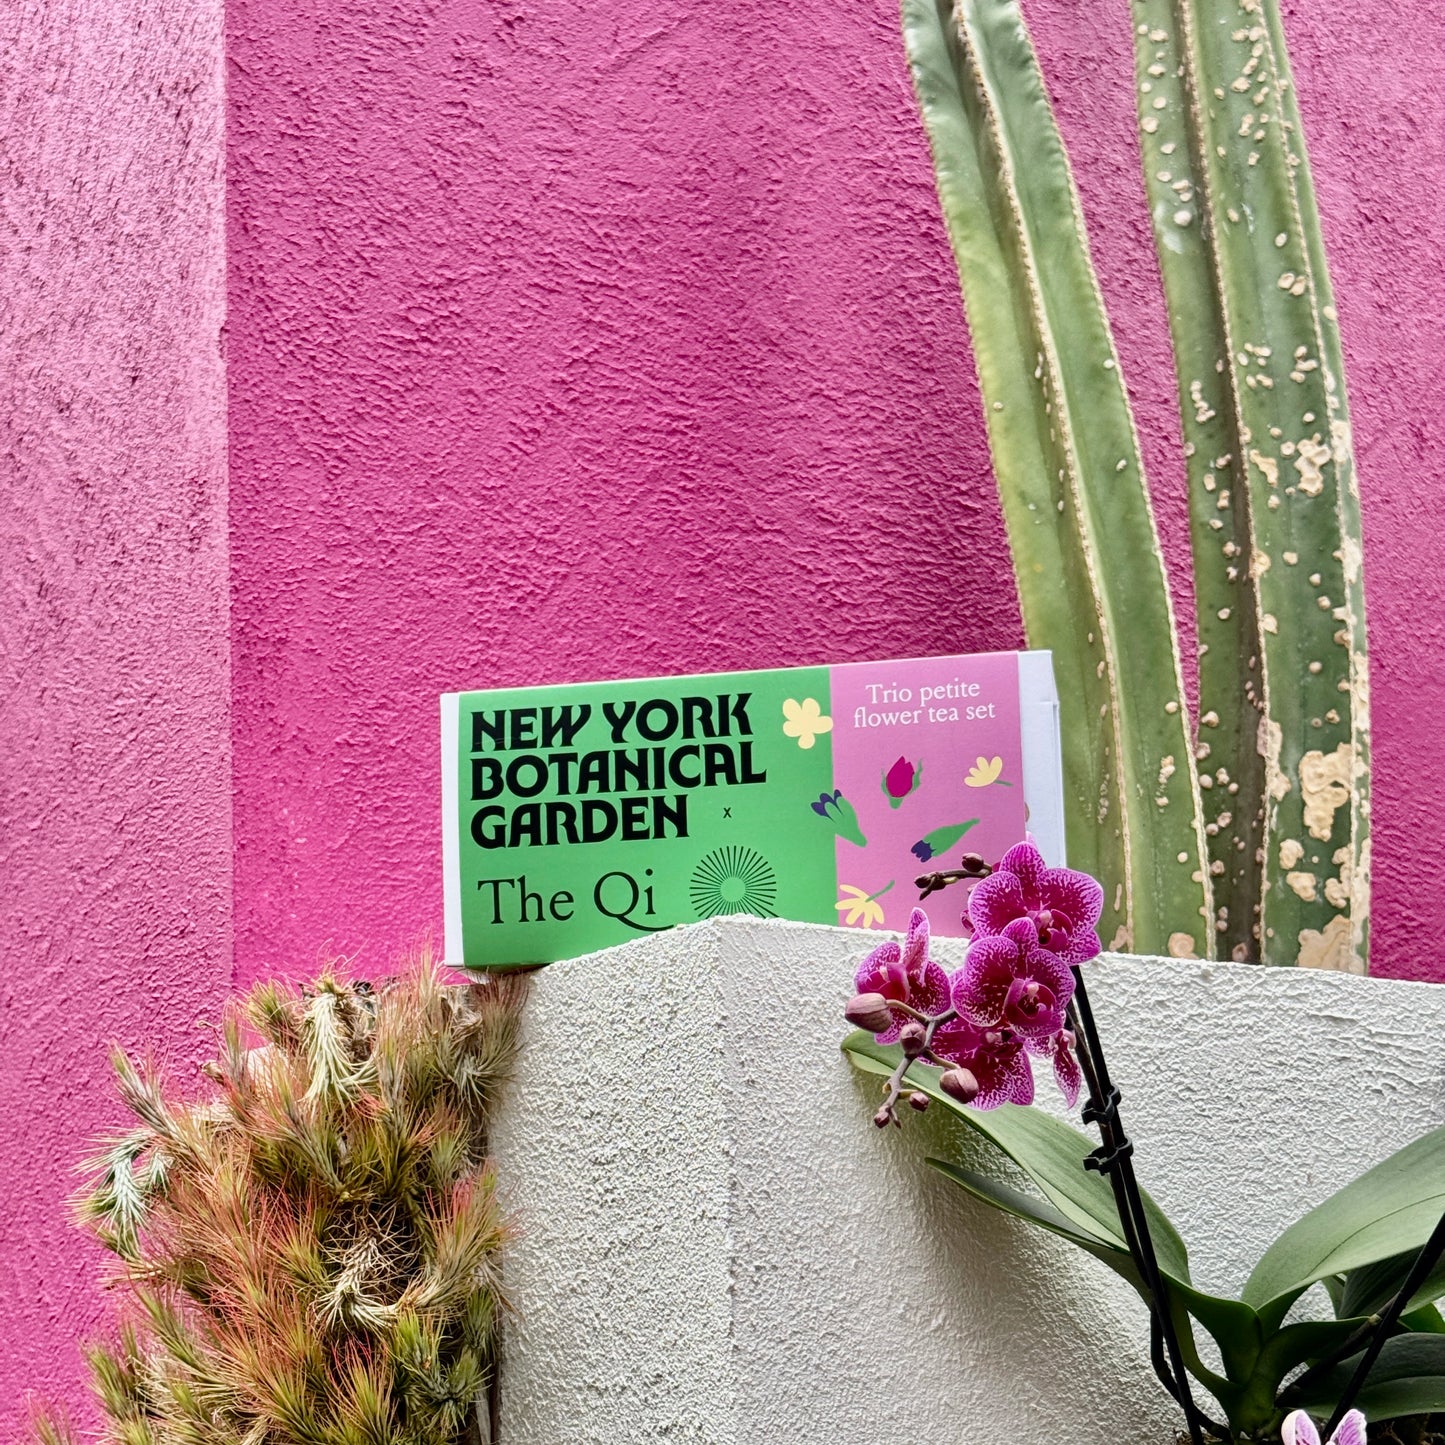 NEW YORK
BOTANICAL
GARDEN x
The Qi
Trio petite
flower tea set